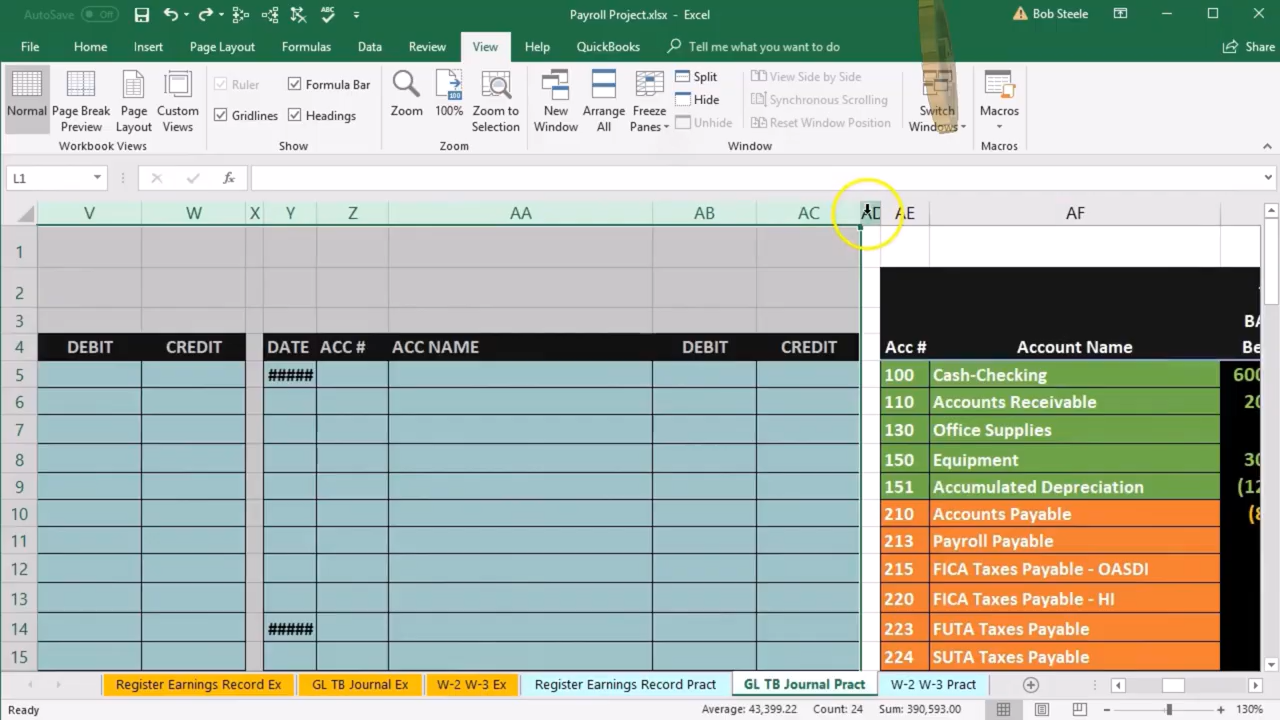 AutoSave Off Payroll Project.xlsx - Excel Bob Steele
File Home Insert Page Layout Formulas Data Review View Help QuickBooks Tell me what you want to do Share
Normal Page Break Preview Page Layout Custom Views
Workbook Views
Ruler Formula Bar
Gridlines Headings
Show
Zoom 100% Zoom to Selection
Zoom
New Window Arrange All Freeze Panes
Split
Hide
Unhide
View Side by Side
Synchronous Scrolling
Reset Window Position
Switch Windows
Window
Macros
Macros
L1 fx
V W X Y Z AA AB AC AD AE AF
1
2
3 BA
4 DEBIT CREDIT DATE ACC # ACC NAME DEBIT CREDIT Acc # Account Name Be
5 ##### 100 Cash-Checking 600
6 110 Accounts Receivable 20
7 130 Office Supplies
8 150 Equipment 30
9 151 Accumulated Depreciation (12
10 210 Accounts Payable (8
11 213 Payroll Payable
12 215 FICA Taxes Payable - OASDI
13 220 FICA Taxes Payable - HI
14 ##### 223 FUTA Taxes Payable
15 224 SUTA Taxes Payable
Register Earnings Record Ex GL TB Journal Ex W-2 W-3 Ex Register Earnings Record Pract GL TB Journal Pract W-2 W-3 Pract
Ready Average: 43,399.22 Count: 24 Sum: 390,593.00 130%